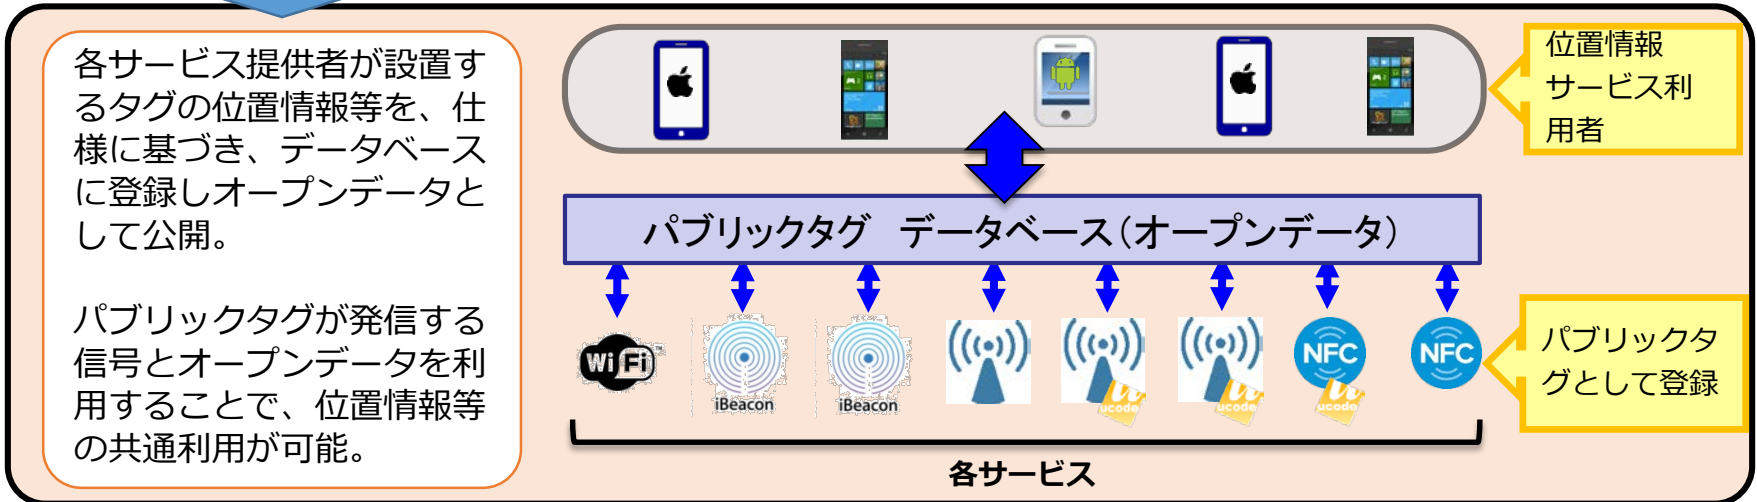 各サービス提供者が設置す
るタグの位置情報等を、仕
様に基づき、データベース
に登録しオープンデータと
して公開。
パブリックタグが発信する
信号とオープンデータを利
用することで、位置情報等
の共通利用が可能。
位置情報
サービス利
用者
パブリックタグ データベース(オープンデータ)
WiFi
iBeacon
iBeacon
ucode
ucode
NFC
ucode
NFC
パブリックタ
グとして登録
各サービス